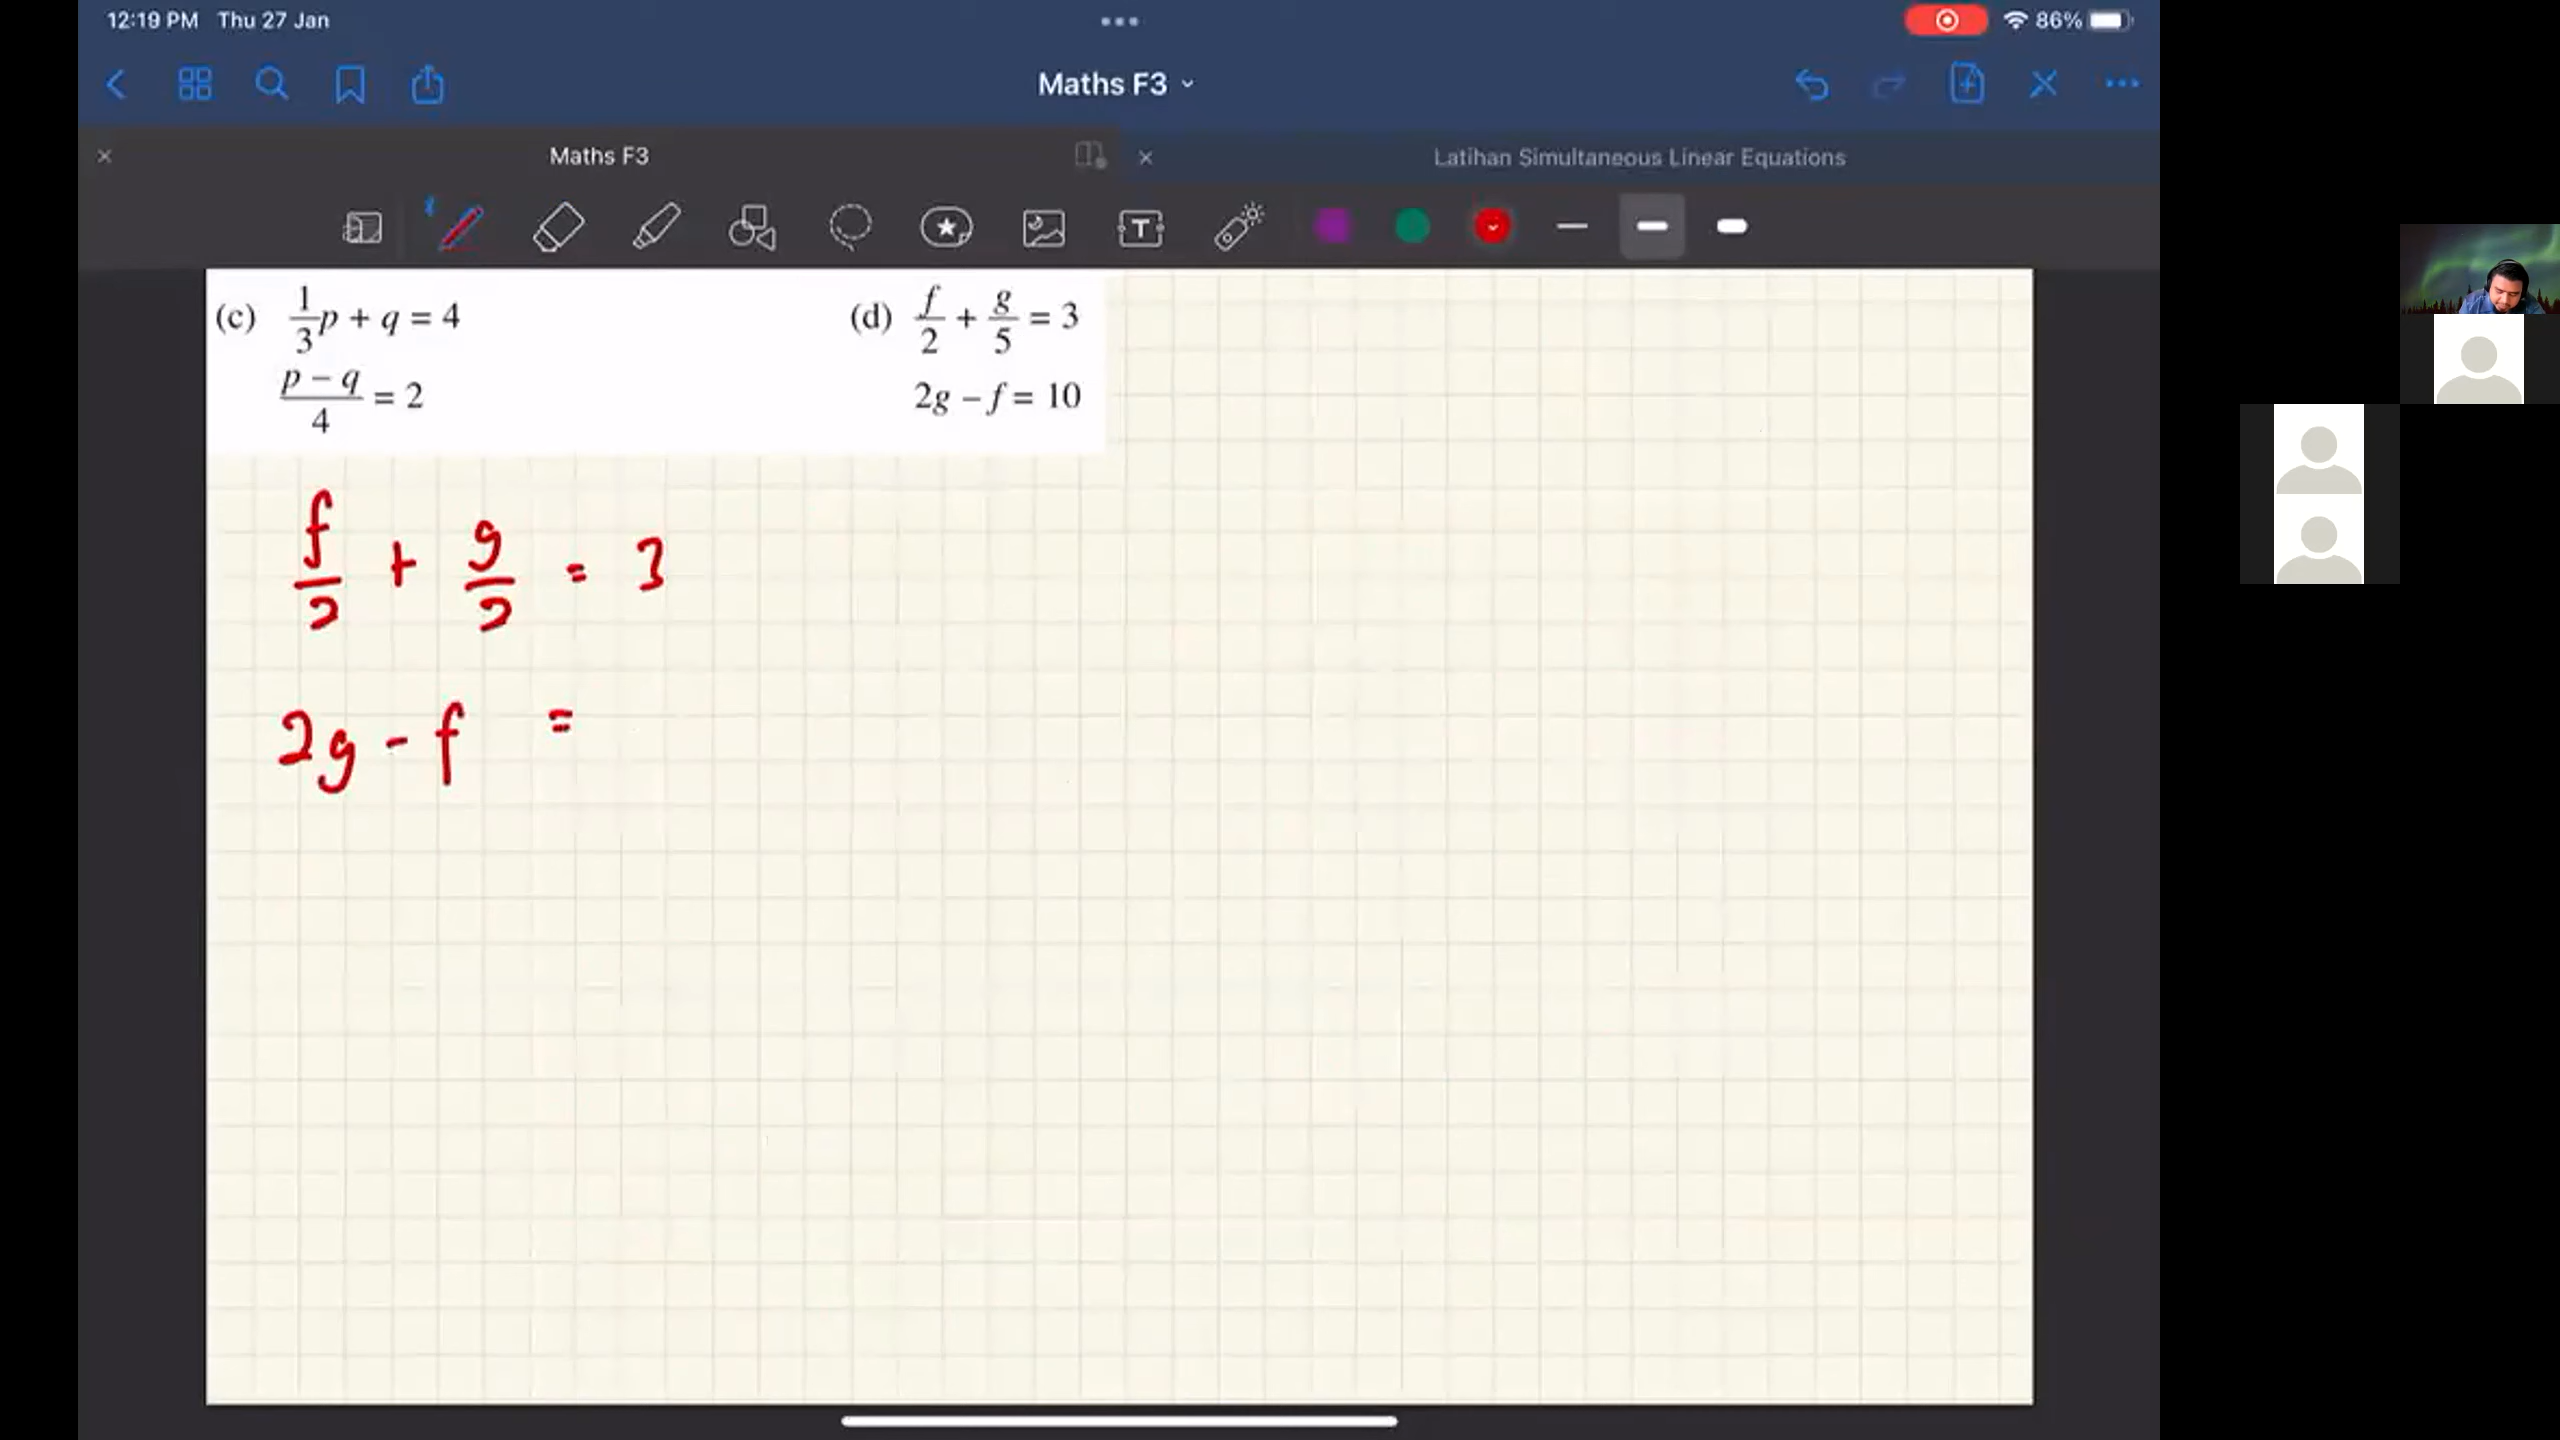 12:19 PM Thu 27 Jan
86%
Maths F3
Maths F3
Latihan Simultaneous Linear Equations
T
(c) 1/3 p + q = 4
(p − q)/4 = 2
(d) f/2 + g/5 = 3
2g − f = 10
f/2 + g/2 = 3
2g - f =